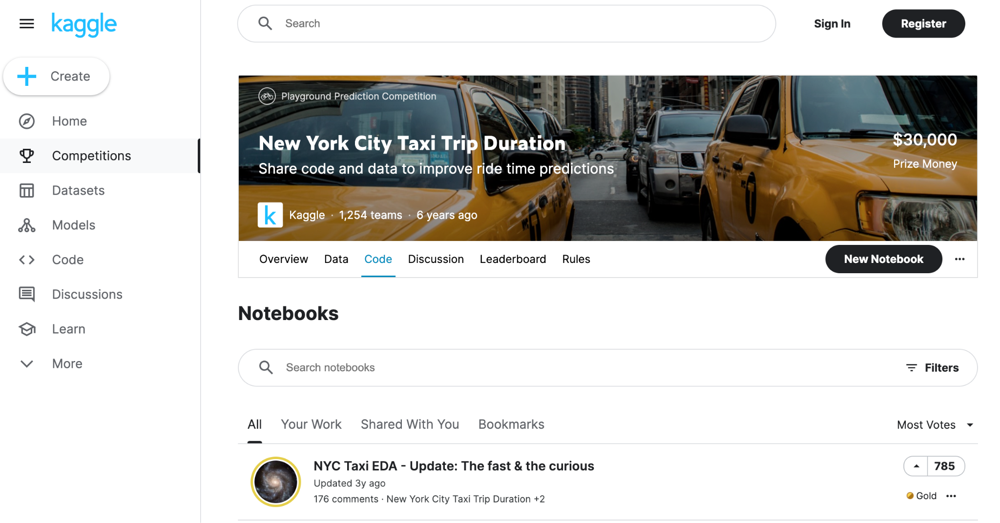 kaggle
Search
Sign In
Register
Create
Home
Competitions
Datasets
Models
Code
Discussions
Learn
More
Playground Prediction Competition
New York City Taxi Trip Duration
Share code and data to improve ride time predictions
$30,000
Prize Money
k
Kaggle · 1,254 teams · 6 years ago
Overview
Data
Code
Discussion
Leaderboard
Rules
New Notebook
Notebooks
Search notebooks
Filters
All
Your Work
Shared With You
Bookmarks
Most Votes
NYC Taxi EDA - Update: The fast & the curious
Updated 3y ago
176 comments · New York City Taxi Trip Duration +2
785
Gold